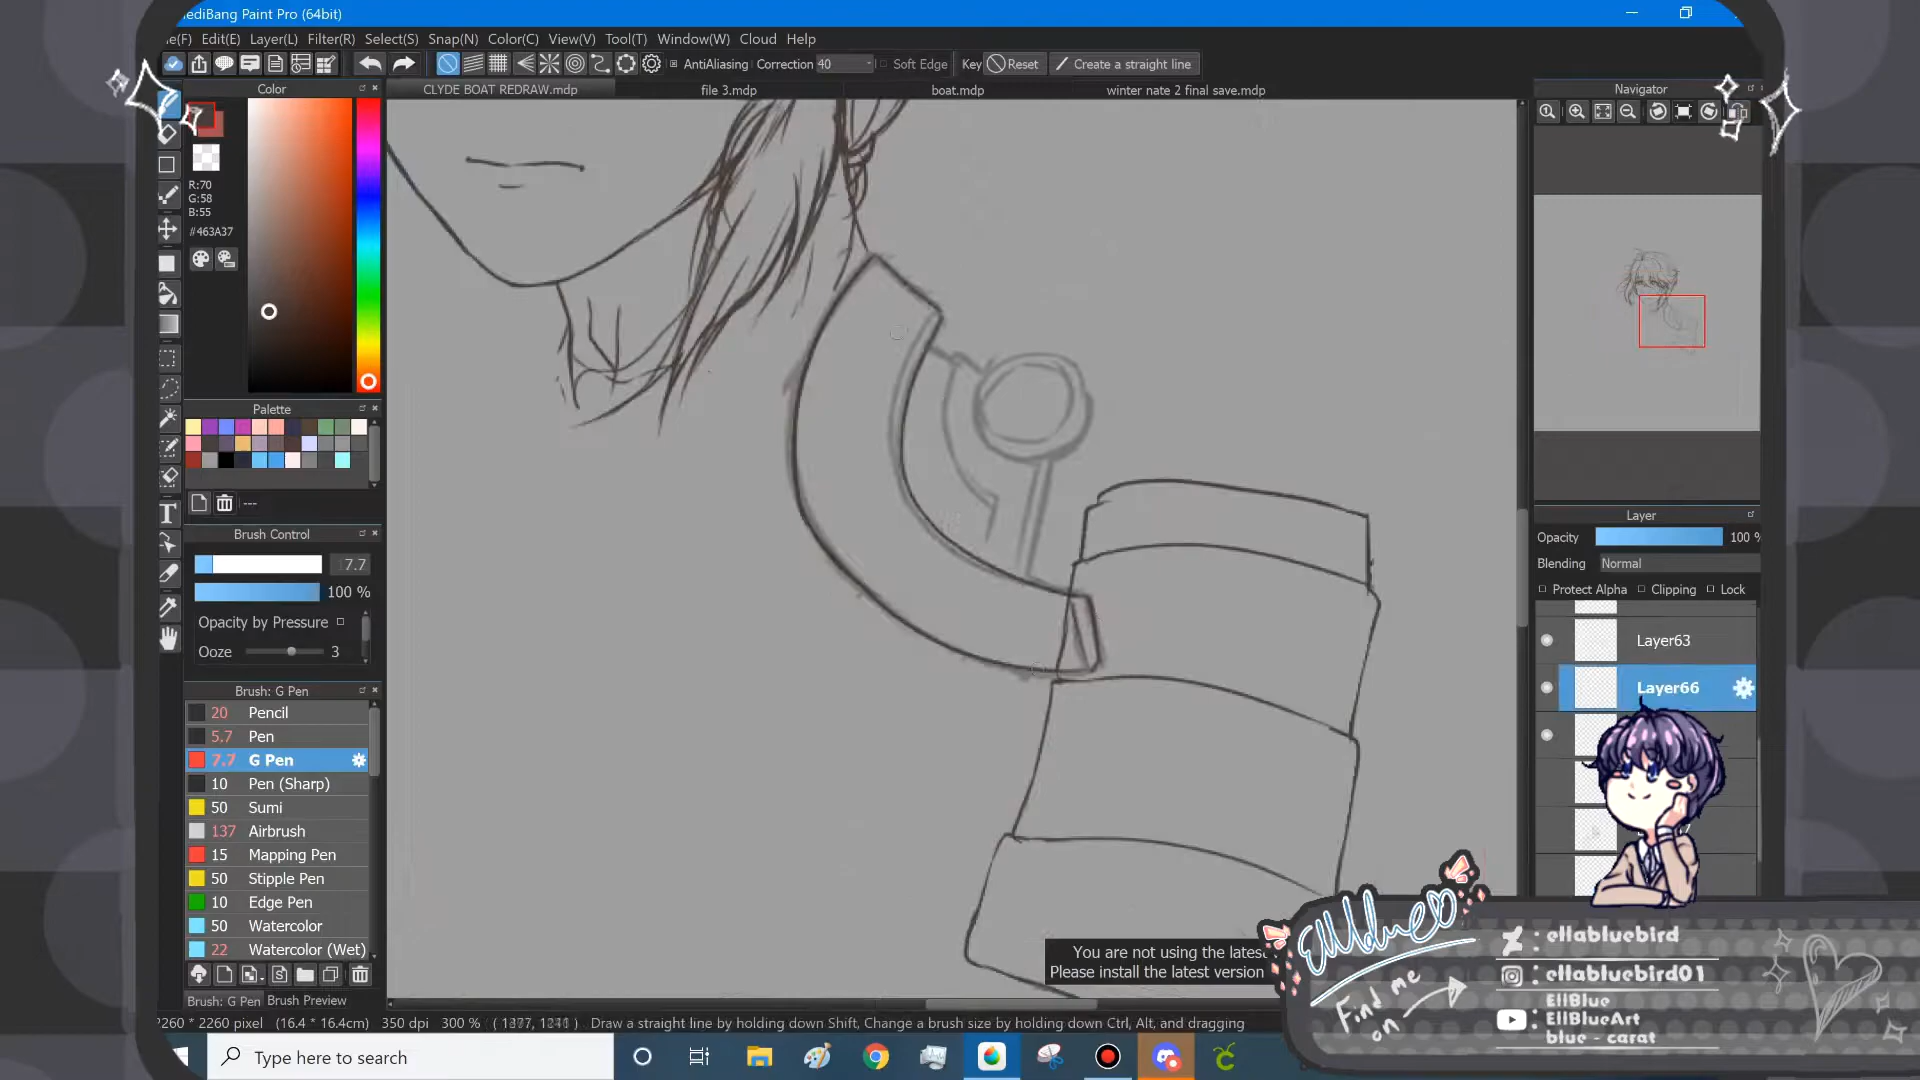 ediBang Paint Pro (64bit)
e(F) Edit(E) Layer(L) Filter(R) Select(S) Snap(N) Color(C) View(V) Tool(T) Window(W) Cloud Help
AntiAliasing Correction 40 Soft Edge Key Reset Create a straight line
Color
CLYDE BOAT REDRAW.mdp
file 3.mdp
boat.mdp
winter nate 2 final save.mdp
Navigator
R:70
G:58
B:55
#463A37
Palette
---
Brush Control
7.7
100 %
Opacity by Pressure
Ooze 3
Brush: G Pen
20 Pencil
5.7 Pen
7.7 G Pen
10 Pen (Sharp)
50 Sumi
137 Airbrush
15 Mapping Pen
50 Stipple Pen
10 Edge Pen
50 Watercolor
22 Watercolor (Wet)
Brush: G Pen Brush Preview
Layer
Opacity 100 %
Blending Normal
Protect Alpha Clipping Lock
Layer63
Layer66
You are not using the latest
Please install the latest version
2260 * 2260 pixel (16.4 * 16.4cm) 350 dpi 300 % Draw a straight line by holding down Shift, Change a brush size by holding down Ctrl, Alt, and dragging
Find me
on
ellabluebird
: ellabluebird01
EllBlue
: EllBlueArt
blue - carat
T
Type here to search